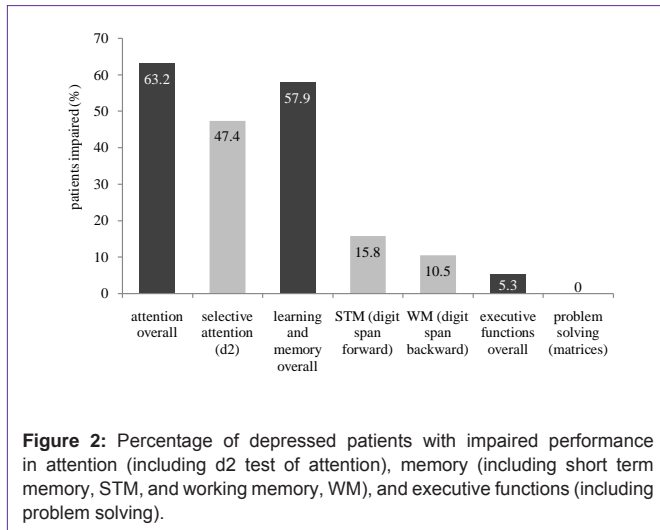 70
60
50
40
30
20
10
0
patients impaired (%)
63.2
47.4
57.9
15.8
10.5
5.3
0
attention
overall
selective
attention
(d2)
learning
and
memory
overall
STM (digit
span
forward)
WM (digit
span
backward)
executive
functions
overall
problem
solving
(matrices)
Figure 2: Percentage of depressed patients with impaired performance
in attention (including d2 test of attention), memory (including short term
memory, STM, and working memory, WM), and executive functions (including
problem solving).